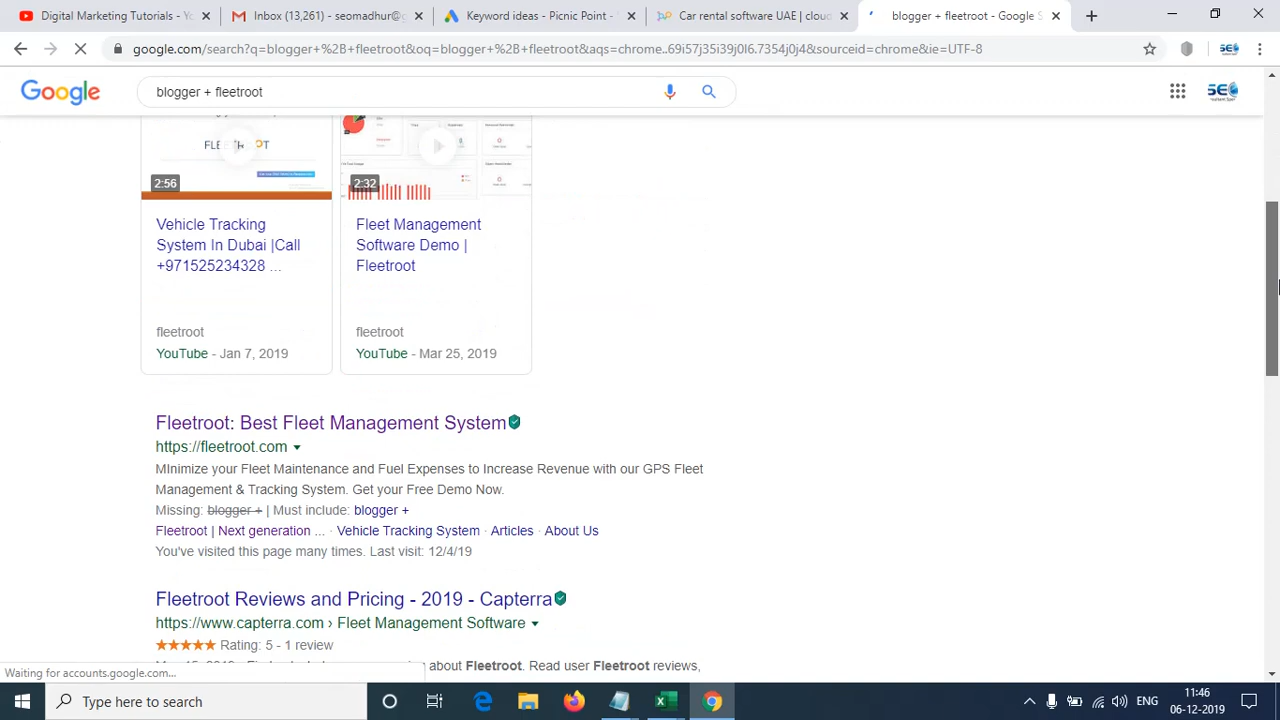 Digital Marketing Tutorials - Yo
Inbox (13,261) - seomadhur@g
Keyword ideas - Picnic Point -
Car rental software UAE | cloud
blogger + fleetroot - Google S
google.com/search?q=blogger+%2B+fleetroot&oq=blogger+%2B+fleetroot&aqs=chrome..69i57j35i39j0l6.7354j0j4&sourceid=chrome&ie=UTF-8
Google
blogger + fleetroot
SEO
2:56
2:32
Vehicle Tracking
System In Dubai |Call
+971525234328 ...
Fleet Management
Software Demo |
Fleetroot
fleetroot
YouTube - Jan 7, 2019
fleetroot
YouTube - Mar 25, 2019
Fleetroot: Best Fleet Management System
https://fleetroot.com
MInimize your Fleet Maintenance and Fuel Expenses to Increase Revenue with our GPS Fleet
Management & Tracking System. Get your Free Demo Now.
Missing: blogger + | Must include: blogger +
Fleetroot | Next generation ... · Vehicle Tracking System · Articles · About Us
You've visited this page many times. Last visit: 12/4/19
Fleetroot Reviews and Pricing - 2019 - Capterra
https://www.capterra.com › Fleet Management Software
Rating: 5 - 1 review
about Fleetroot. Read user Fleetroot reviews,
Waiting for accounts.google.com...
Type here to search
ENG
11:46
06-12-2019